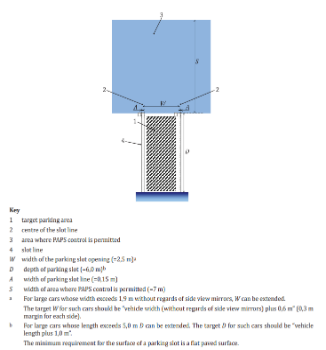 3
S
2
W
2
A
A
1
4
D
Key
1 target parking area
2 centre of the slot line
3 area where PAPS control is permitted
4 slot line
W width of the parking slot opening (=2,5 m)a
D depth of parking slot (=6,0 m)b
A width of parking slot line (=0,15 m)
S width of area where PAPS control is permitted (=7 m)
a For large cars whose width exceeds 1,9 m without regards of side view mirrors, W can be extended.
The target W for such cars should be "vehicle width (without regards of side view mirrors) plus 0,6 m" (0,3 m
margin for each side).
b For large cars whose length exceeds 5,0 m D can be extended. The target D for such cars should be "vehicle
length plus 1,0 m".
The minimum requirement for the surface of a parking slot is a flat paved surface.